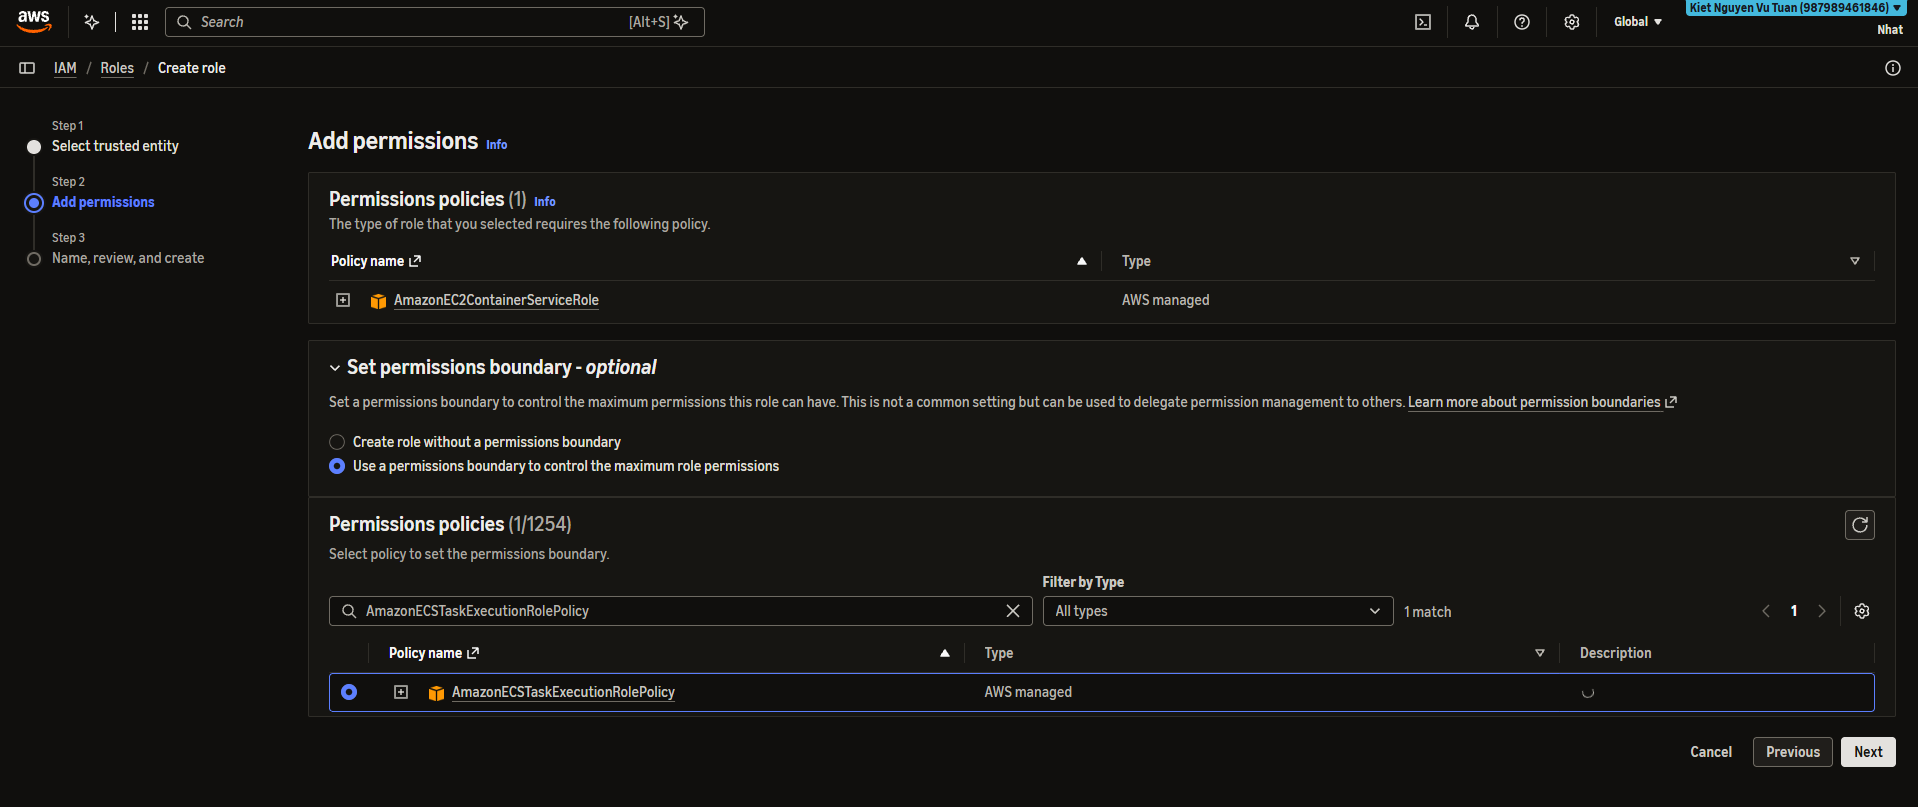 aws
Search
[Alt+S]
Global
Kiet Nguyen Vu Tuan (987989461846)
Nhat
IAM / Roles / Create role
Step 1
Select trusted entity
Step 2
Add permissions
Step 3
Name, review, and create
Add permissions Info
Permissions policies (1) Info
The type of role that you selected requires the following policy.
Policy name Type
AmazonEC2ContainerServiceRole AWS managed
Set permissions boundary - optional
Set a permissions boundary to control the maximum permissions this role can have. This is not a common setting but can be used to delegate permission management to others. Learn more about permission boundaries
Create role without a permissions boundary
Use a permissions boundary to control the maximum role permissions
Permissions policies (1/1254)
Select policy to set the permissions boundary.
Filter by Type
AmazonECSTaskExecutionRolePolicy All types 1 match 1
Policy name Type Description
AmazonECSTaskExecutionRolePolicy AWS managed
Cancel Previous Next